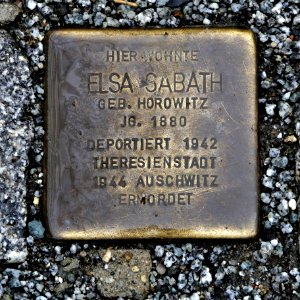 HIER WOHNTE
ELSA SABATH
GEB. HOROWITZ
JG. 1880
DEPORTIERT 1942
THERESIENSTADT
1944 AUSCHWITZ
ERMORDET